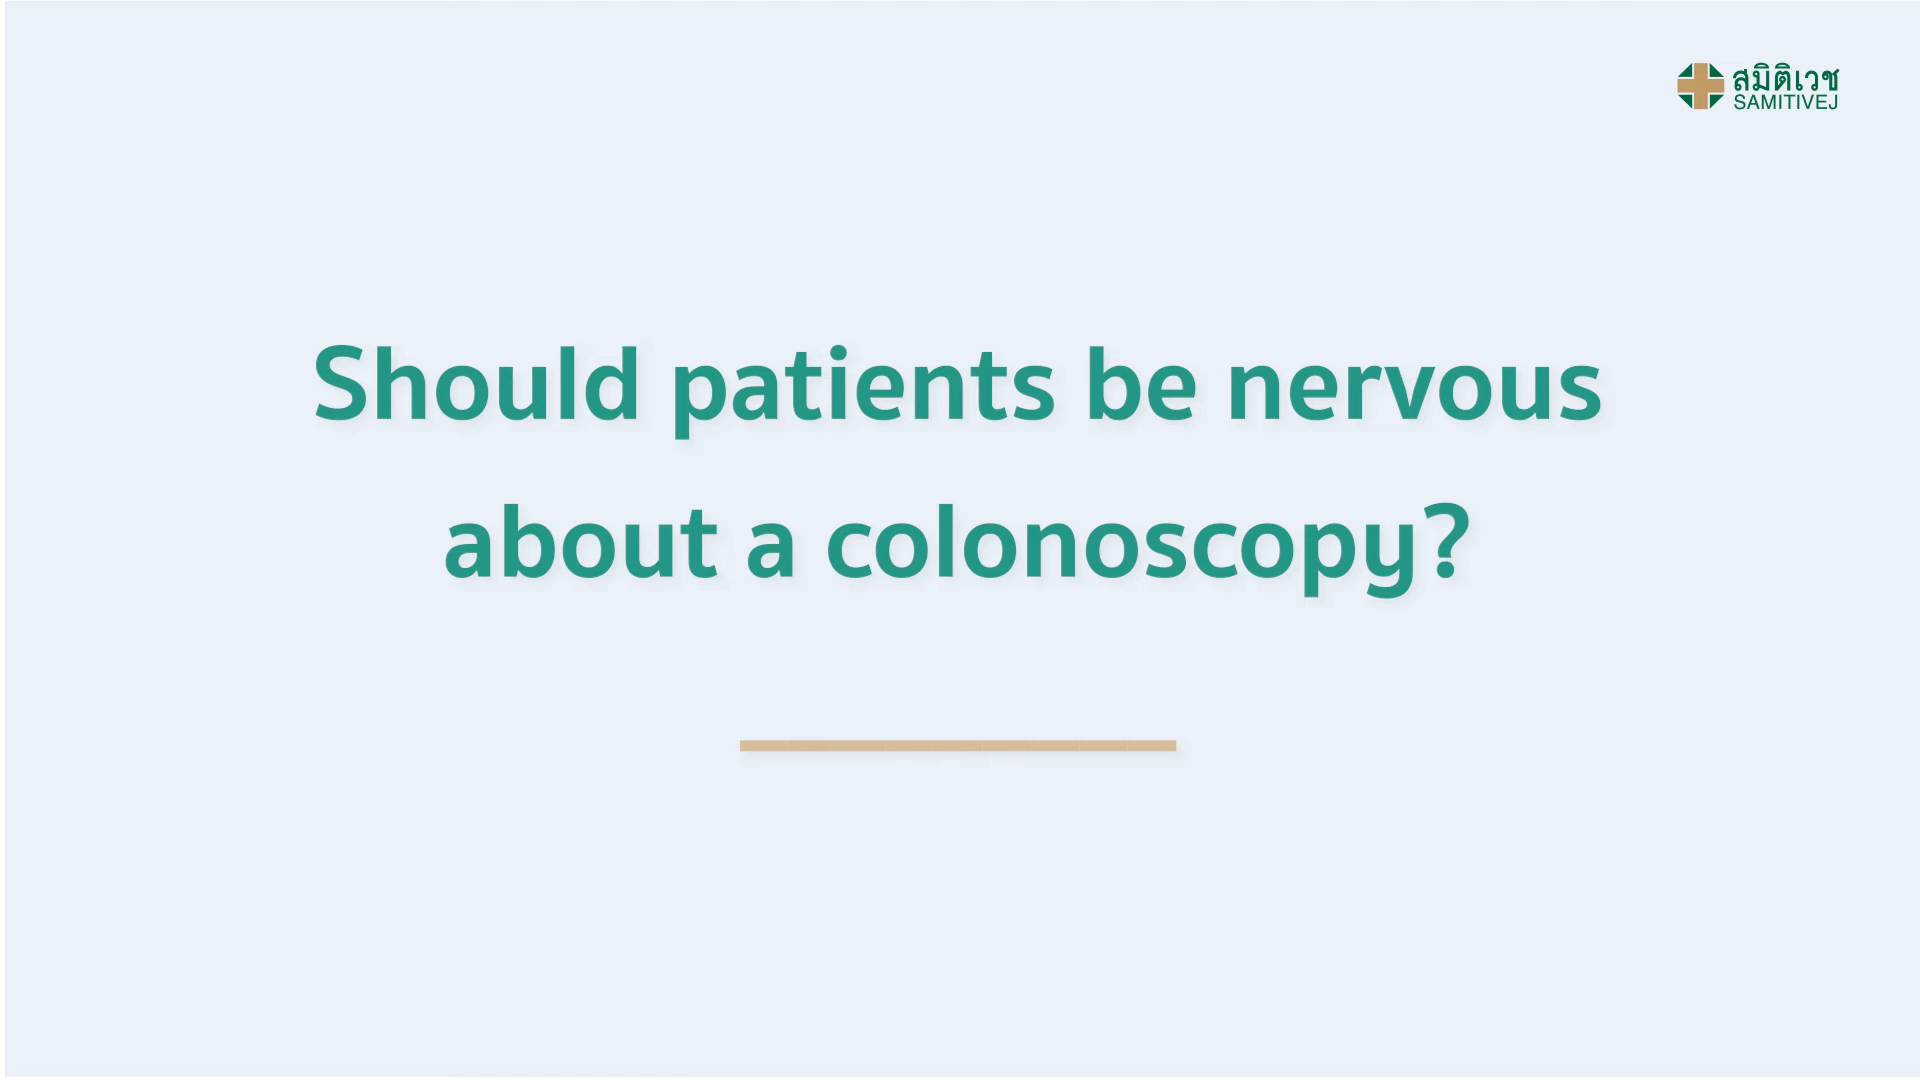 สมิติเวช
SAMITIVEJ
Should patients be nervous
about a colonoscopy?